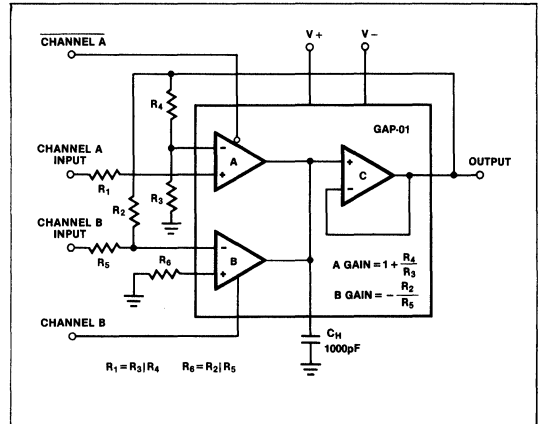 CHANNEL A
V+
V-
R4
GAP-01
CHANNEL A
INPUT
-
A
+
+
C
-
OUTPUT
R1
R2
R3
CHANNEL B
INPUT
R5
-
B
+
R6
A GAIN = 1 + R4/R3
B GAIN = - R2/R5
CHANNEL B
CH
1000pF
R1 = R3|R4 R6 = R2|R5